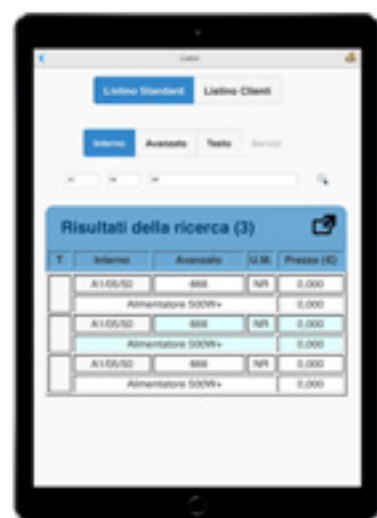 Listino
Listino Standard Listino Clienti
Interno Avanzato Testo Servizi
Risultati della ricerca (3)
T Interno Avanzato U.M. Prezzo (€)
A1/05/50 666 NR 0,000
Alimentatore 500W+ 0,000
A1/05/50 666 NR 0,000
Alimentatore 500W+ 0,000
A1/05/50 666 NR 0,000
Alimentatore 500W+ 0,000